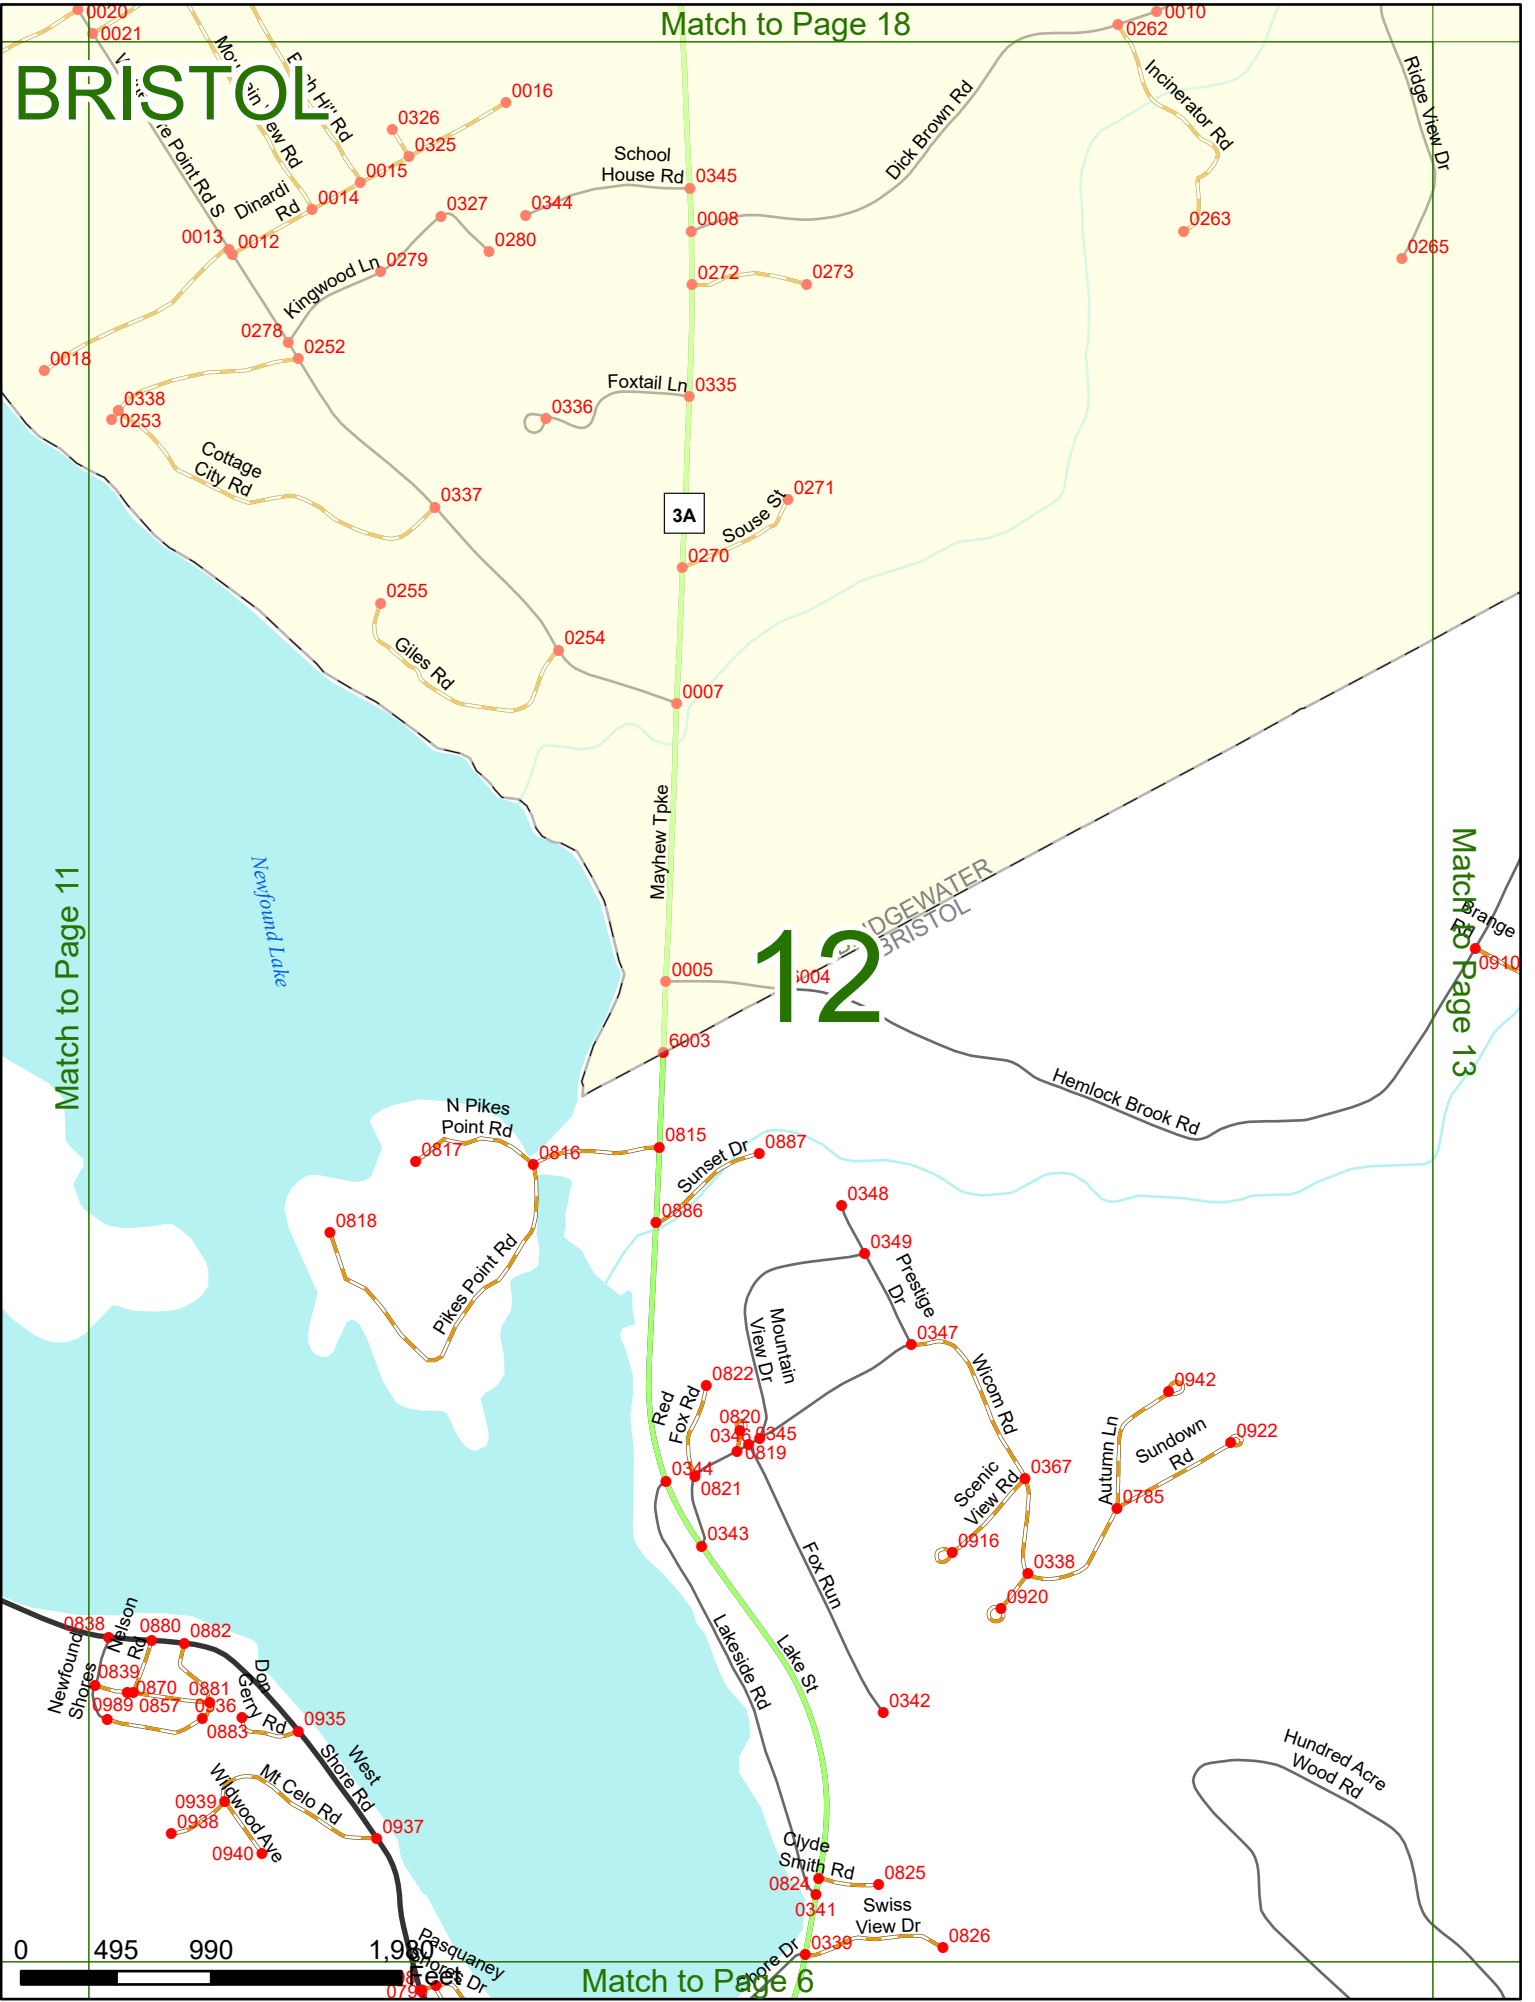 Match to Page 18
BRISTOL
0020
0021
0010
0262
Incinerator Rd
Ridge View Dr
Dick Brown Rd
0016
0326
0325
0015
0014
Dinardi
Rd
0013
0012
School
House Rd
0345
0344
0008
0327
0280
0279
Kingwood Ln
0272
0273
0263
0265
0278
0252
0018
0338
0253
Foxtail Ln
0335
0336
Cottage
City Rd
0337
3A
Souse St
0271
0270
0255
Giles Rd
0254
0007
Mayhew Tpke
Newfound Lake
Match to Page 11
Match to Page 13
BRISTOL
12
0005
6003
Brange
Rd
0910
Hemlock Brook Rd
N Pikes
Point Rd
0817
0816
0815
Sunset Dr
0887
0886
0818
Pikes Point Rd
0348
0349
Prestige
Dr
Mountain
View Dr
0347
Wicom Rd
Red
Fox Rd
0822
0820
0346
0345
0819
0344
0821
0343
Fox Run
0342
0942
Autumn Ln
Sundown
Rd
0922
0367
Scenic
View Rd
0785
0916
0338
0920
Lakeside Rd
Lake St
0838
Nelson
Rd
0880
0882
Newfound
Shores
0839
0870
0881
0989
0857
0936
0883
Don
Gerry Rd
0935
West
Shore Rd
Mt Celo Rd
Wildwood Ave
0939
0938
0940
0937
Hundred Acre
Wood Rd
Clyde
Smith Rd
0825
0824
0341
Swiss
View Dr
0339
0826
Pasquaney
Shores Dr
0 495 990 1,980
Feet
Match to Page 6